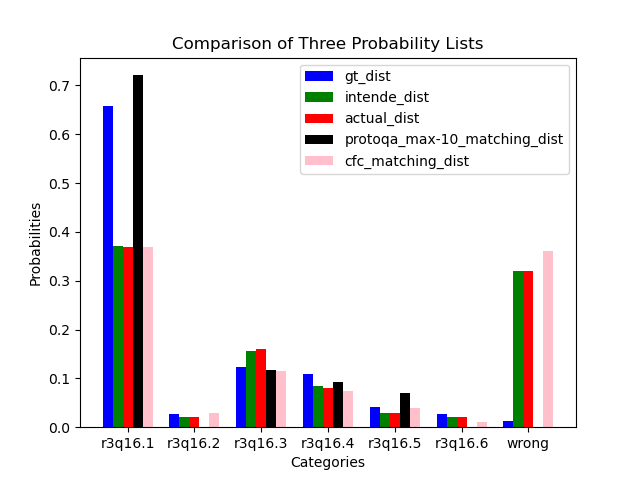 Comparison of Three Probability Lists
gt_dist
intende_dist
actual_dist
protoqa_max-10_matching_dist
cfc_matching_dist
Probabilities
0.7
0.6
0.5
0.4
0.3
0.2
0.1
0.0
r3q16.1 r3q16.2 r3q16.3 r3q16.4 r3q16.5 r3q16.6 wrong
Categories